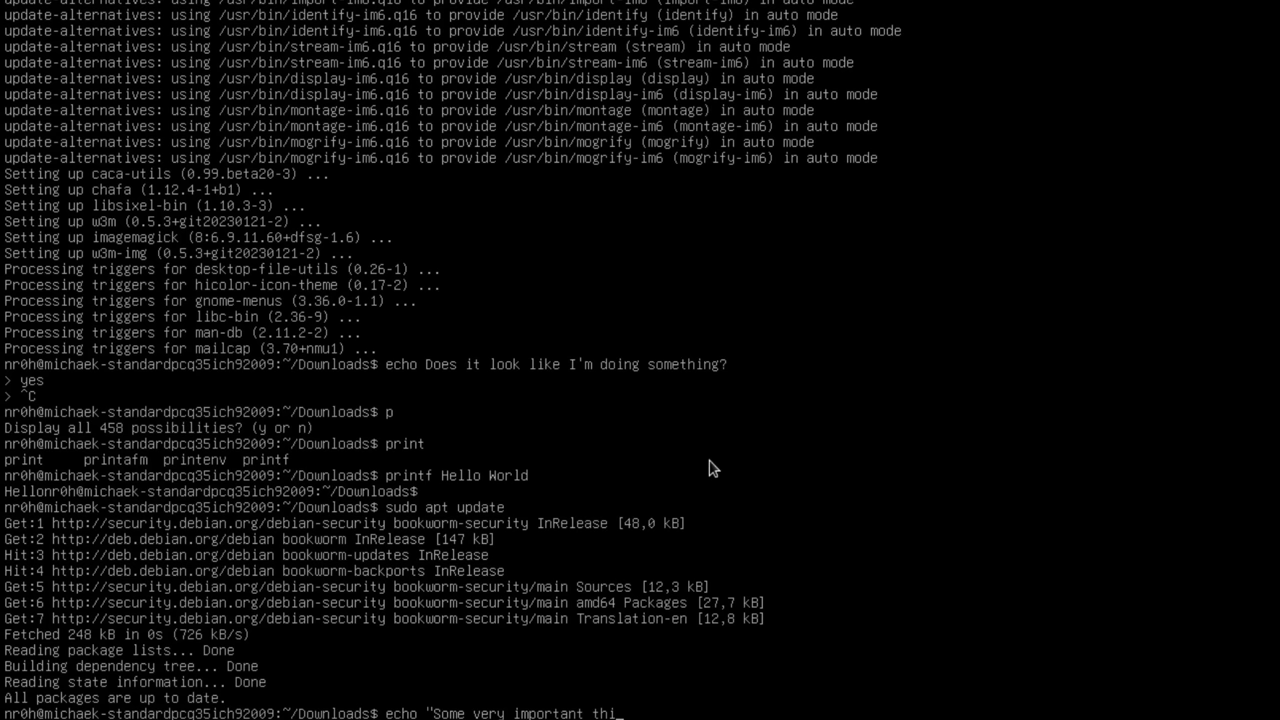 update-alternatives: using /usr/bin/import-im6.q16 to provide /usr/bin/import-im6 (import-im6) in auto mode
update-alternatives: using /usr/bin/identify-im6.q16 to provide /usr/bin/identify (identify) in auto mode
update-alternatives: using /usr/bin/identify-im6.q16 to provide /usr/bin/identify-im6 (identify-im6) in auto mode
update-alternatives: using /usr/bin/stream-im6.q16 to provide /usr/bin/stream (stream) in auto mode
update-alternatives: using /usr/bin/stream-im6.q16 to provide /usr/bin/stream-im6 (stream-im6) in auto mode
update-alternatives: using /usr/bin/display-im6.q16 to provide /usr/bin/display (display) in auto mode
update-alternatives: using /usr/bin/display-im6.q16 to provide /usr/bin/display-im6 (display-im6) in auto mode
update-alternatives: using /usr/bin/montage-im6.q16 to provide /usr/bin/montage (montage) in auto mode
update-alternatives: using /usr/bin/montage-im6.q16 to provide /usr/bin/montage-im6 (montage-im6) in auto mode
update-alternatives: using /usr/bin/mogrify-im6.q16 to provide /usr/bin/mogrify (mogrify) in auto mode
update-alternatives: using /usr/bin/mogrify-im6.q16 to provide /usr/bin/mogrify-im6 (mogrify-im6) in auto mode
Setting up caca-utils (0.99.beta20-3) ...
Setting up chafa (1.12.4-1+b1) ...
Setting up libsixel-bin (1.10.3-3) ...
Setting up w3m (0.5.3+git20230121-2) ...
Setting up imagemagick (8:6.9.11.60+dfsg-1.6) ...
Setting up w3m-img (0.5.3+git20230121-2) ...
Processing triggers for desktop-file-utils (0.26-1) ...
Processing triggers for hicolor-icon-theme (0.17-2) ...
Processing triggers for gnome-menus (3.36.0-1.1) ...
Processing triggers for libc-bin (2.36-9) ...
Processing triggers for man-db (2.11.2-2) ...
Processing triggers for mailcap (3.70+nmu1) ...
nr0h@michaek-standardpcq35ich92009:~/Downloads$ echo Does it look like I'm doing something?
> yes
> ^C
nr0h@michaek-standardpcq35ich92009:~/Downloads$ p
Display all 458 possibilities? (y or n)
nr0h@michaek-standardpcq35ich92009:~/Downloads$ print
print     printafm  printenv  printf
nr0h@michaek-standardpcq35ich92009:~/Downloads$ printf Hello World
Hellonr0h@michaek-standardpcq35ich92009:~/Downloads$
nr0h@michaek-standardpcq35ich92009:~/Downloads$ sudo apt update
Get:1 http://security.debian.org/debian-security bookworm-security InRelease [48,0 kB]
Get:2 http://deb.debian.org/debian bookworm InRelease [147 kB]
Hit:3 http://deb.debian.org/debian bookworm-updates InRelease
Hit:4 http://deb.debian.org/debian bookworm-backports InRelease
Get:5 http://security.debian.org/debian-security bookworm-security/main Sources [12,3 kB]
Get:6 http://security.debian.org/debian-security bookworm-security/main amd64 Packages [27,7 kB]
Get:7 http://security.debian.org/debian-security bookworm-security/main Translation-en [12,8 kB]
Fetched 248 kB in 0s (726 kB/s)
Reading package lists... Done
Building dependency tree... Done
Reading state information... Done
All packages are up to date.
nr0h@michaek-standardpcq35ich92009:~/Downloads$ echo "Some very important thi_